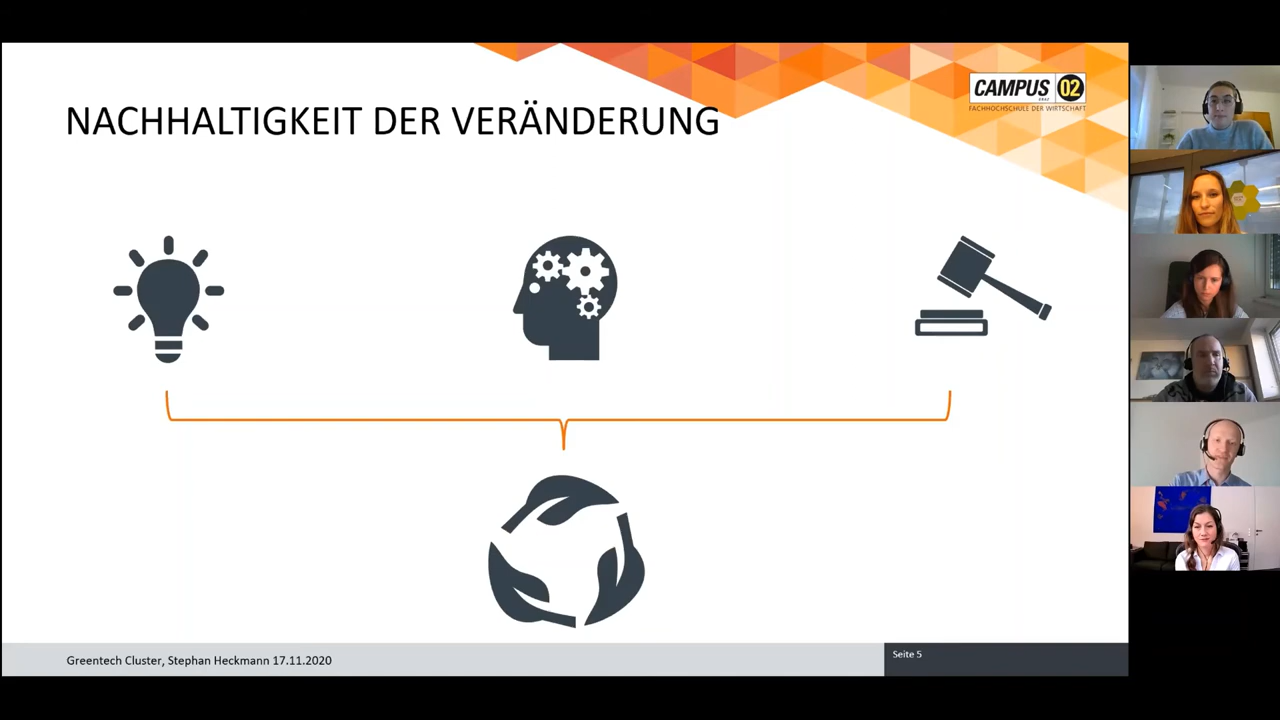 NACHHALTIGKEIT DER VERÄNDERUNG
CAMPUS 02
FACHHOCHSCHULE DER WIRTSCHAFT
Greentech Cluster, Stephan Heckmann 17.11.2020
Seite 5